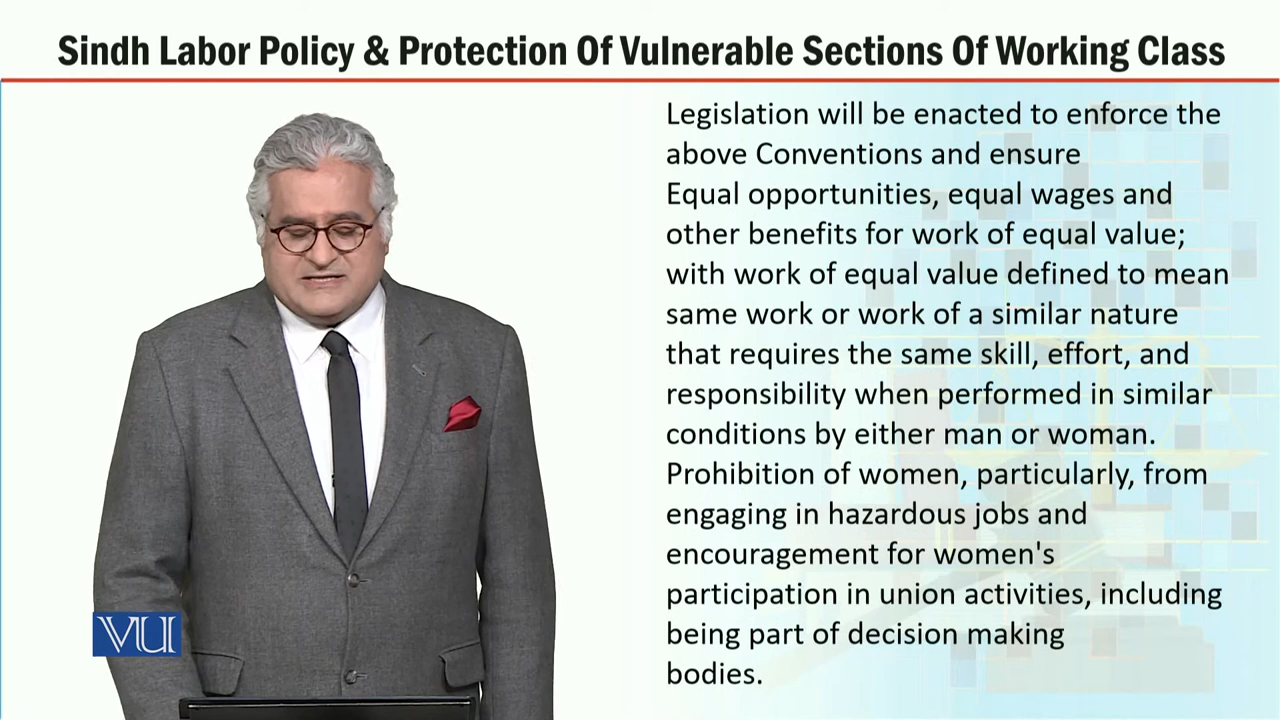 Sindh Labor Policy & Protection Of Vulnerable Sections Of Working Class
Legislation will be enacted to enforce the
above Conventions and ensure
Equal opportunities, equal wages and
other benefits for work of equal value;
with work of equal value defined to mean
same work or work of a similar nature
that requires the same skill, effort, and
responsibility when performed in similar
conditions by either man or woman.
Prohibition of women, particularly, from
engaging in hazardous jobs and
encouragement for women's
participation in union activities, including
being part of decision making
bodies.
VU